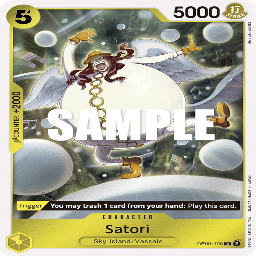 5
5000
打
COUNTER +2000
SAMPLE
Trigger You may trash 1 card from your hand: Play this card.
CHARACTER
Satori
Sky Island/Vassals